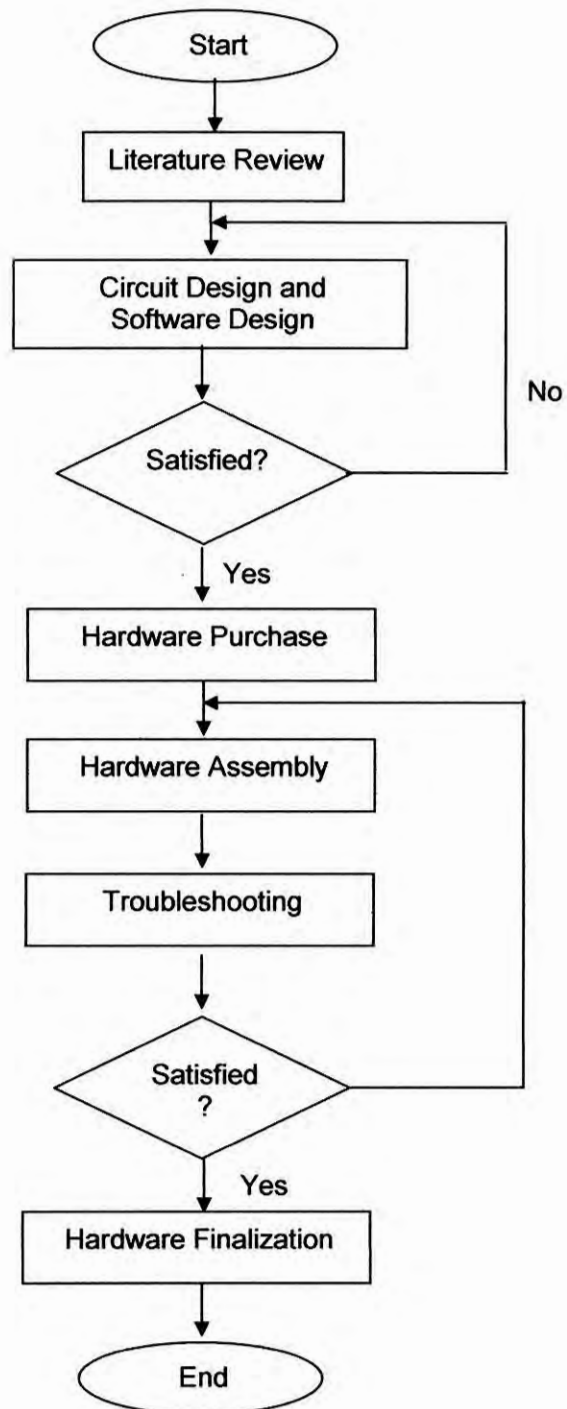 Start
Literature Review
Circuit Design and
Software Design
No
Satisfied?
Yes
Hardware Purchase
Hardware Assembly
Troubleshooting
Satisfied
?
Yes
Hardware Finalization
End